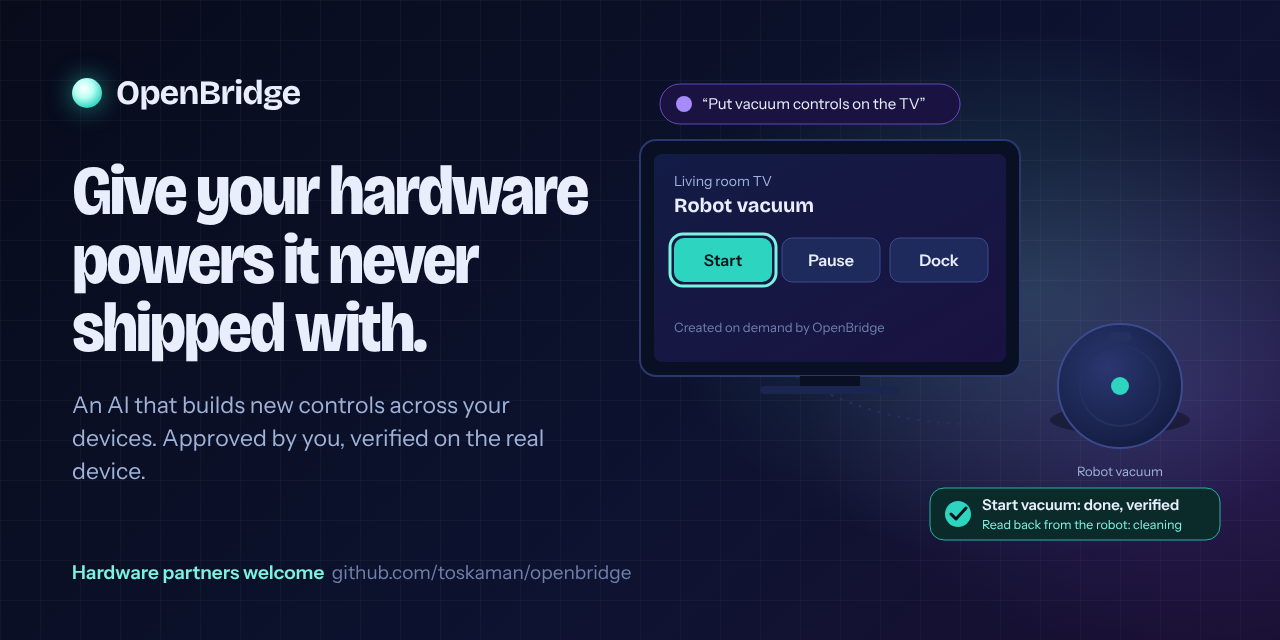 OpenBridge
Give your hardware
powers it never
shipped with.
An AI that builds new controls across your
devices. Approved by you, verified on the real
device.
Hardware partners welcome github.com/toskaman/openbridge
“Put vacuum controls on the TV”
Living room TV
Robot vacuum
Start Pause Dock
Created on demand by OpenBridge
Robot vacuum
Start vacuum: done, verified
Read back from the robot: cleaning